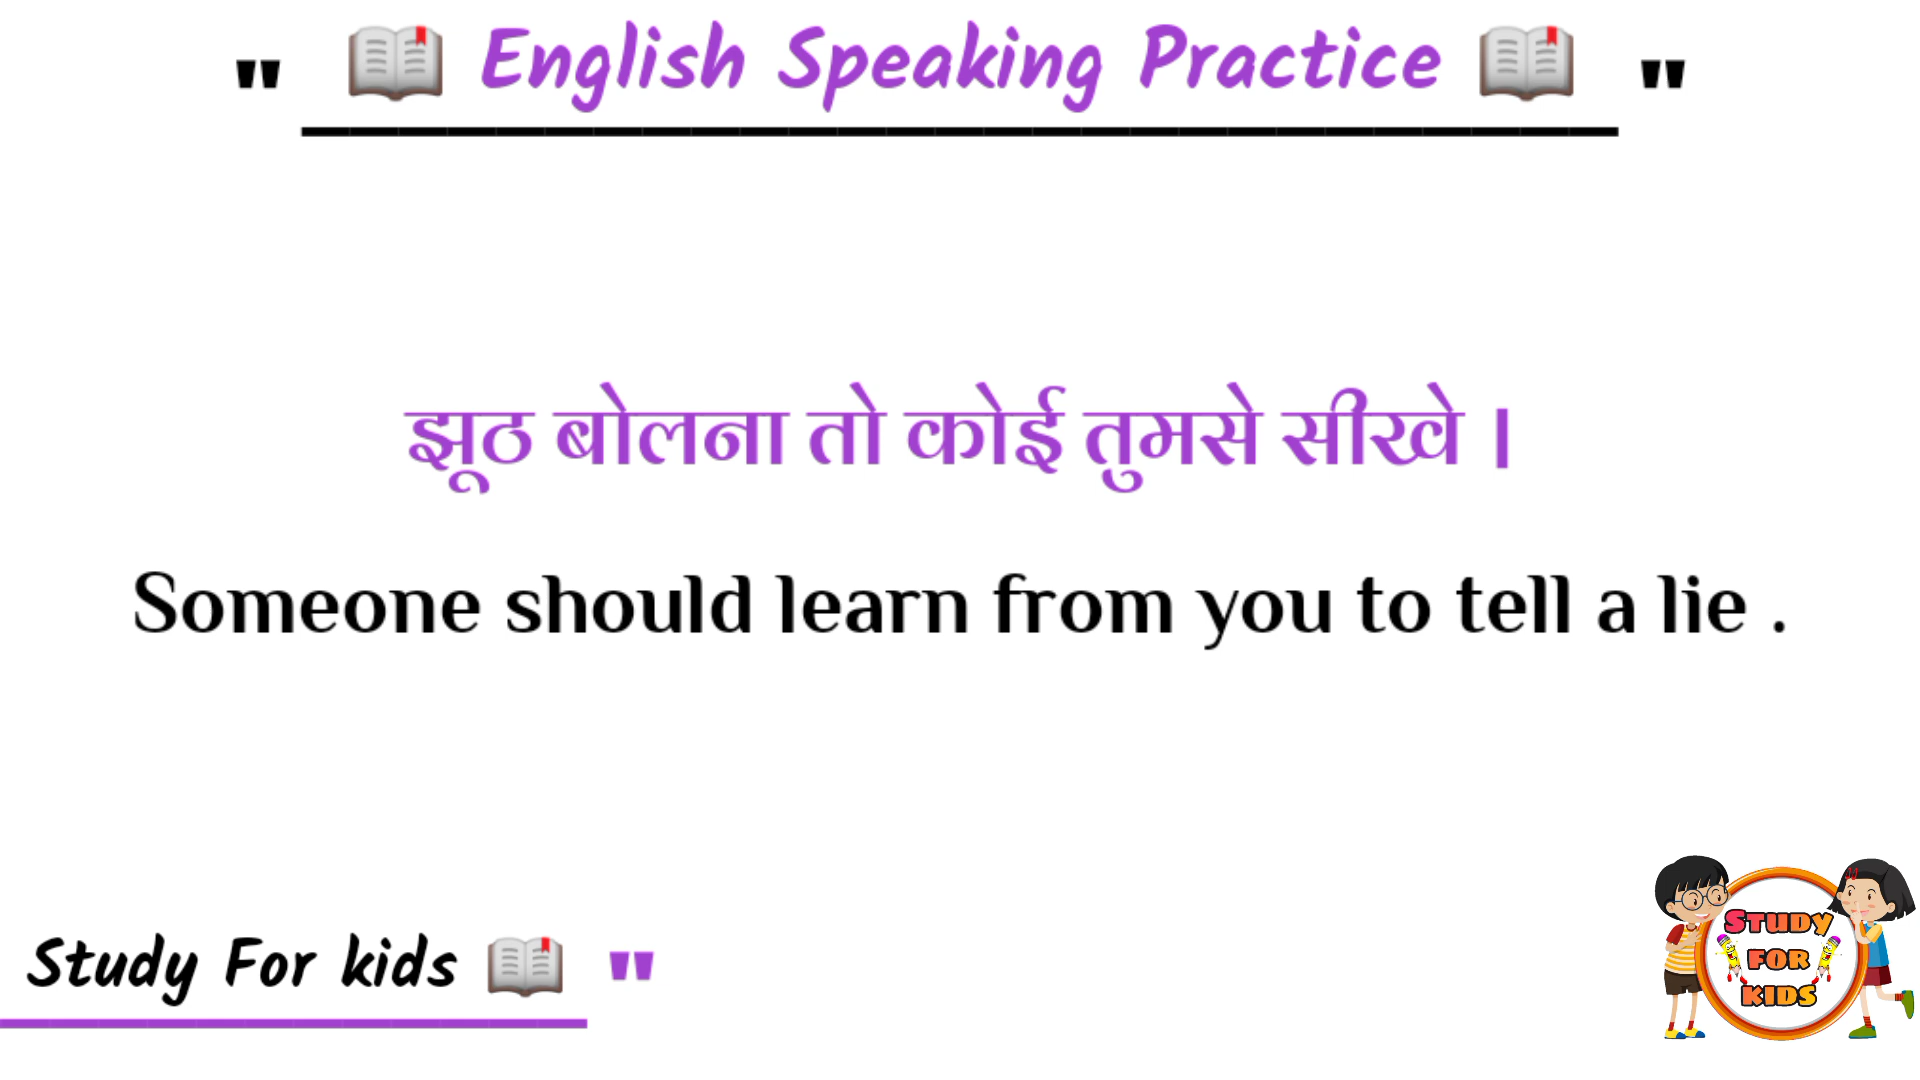 " 📖 English Speaking Practice 📖 "
झूठ बोलना तो कोई तुमसे सीखे ।
Someone should learn from you to tell a lie .
Study For kids 📖 "
STUDY
FOR
KIDS